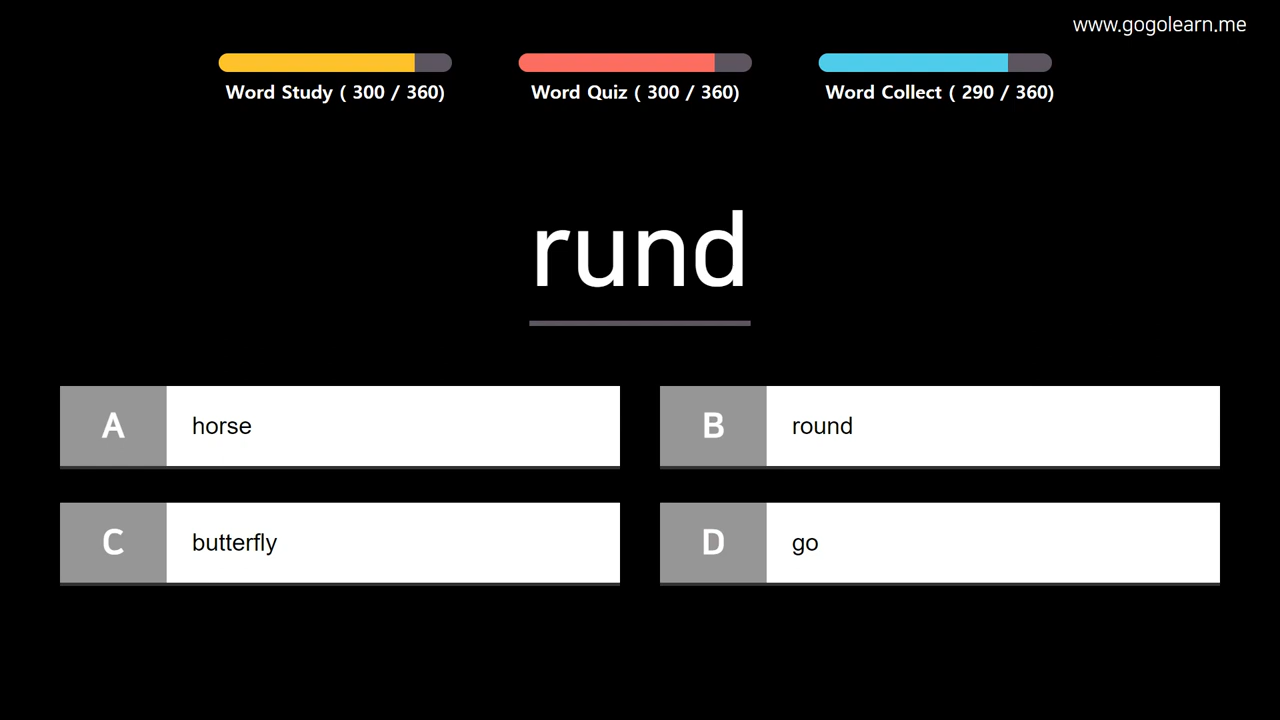 www.gogolearn.me
Word Study ( 300 / 360)
Word Quiz ( 300 / 360)
Word Collect ( 290 / 360)
rund
A horse
B round
C butterfly
D go